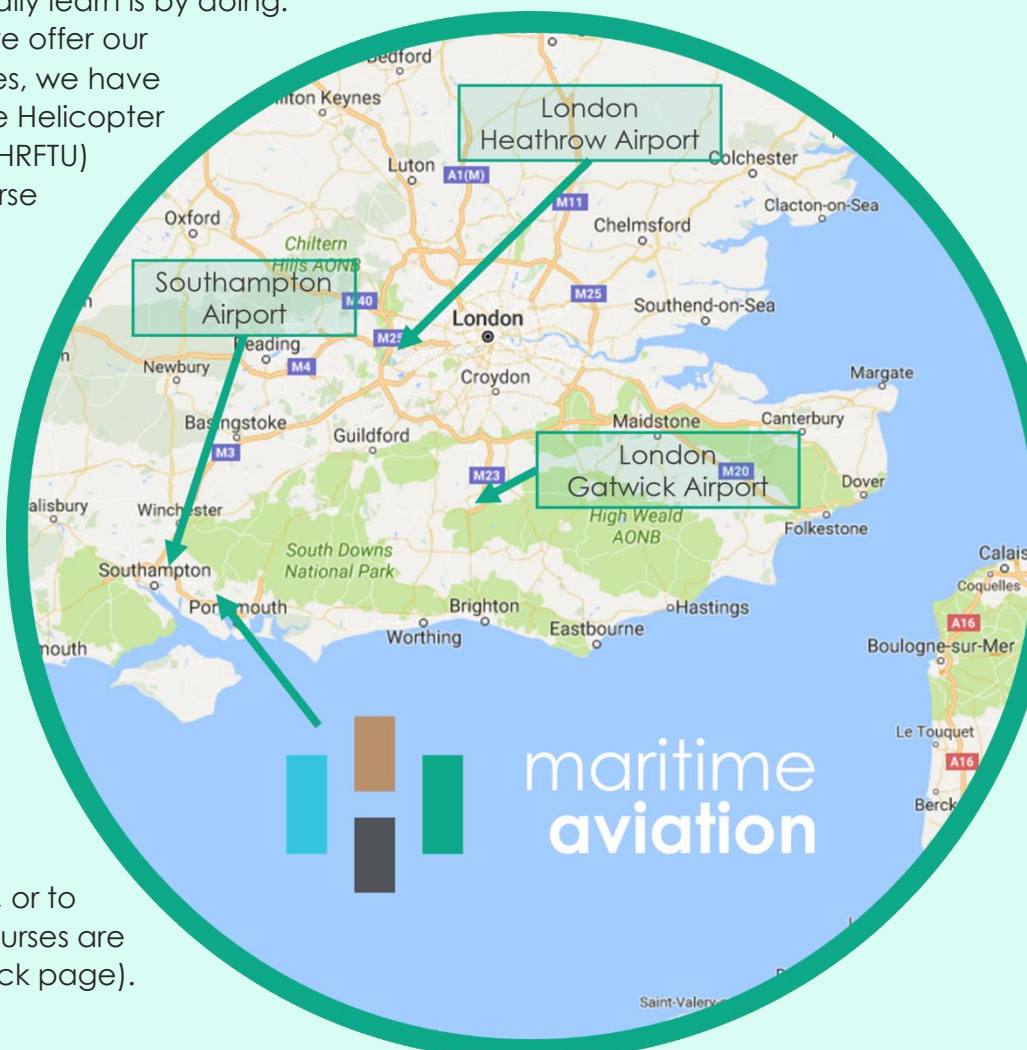 ally learn is by doing.
e offer our
es, we have
e Helicopter
HRFTU)
rse
or to
urses are
ck page).
Bedford
Milton Keynes
London
Heathrow Airport
Colchester
Luton
A1(M)
M11
Clacton-on-Sea
Oxford
Chelmsford
Chiltern
Hills AONB
Southampton
Airport
M40
M25
Southend-on-Sea
London
M25
Reading
M4
Newbury
Croydon
Margate
Basingstoke
Guildford
Maidstone
Canterbury
M3
London
Gatwick Airport
M23
M20
Dover
alisbury
Winchester
High Weald
AONB
Folkestone
South Downs
National Park
Calais
Southampton
Coquelles
Portsmouth
Brighton
Hastings
Worthing
Eastbourne
A16
mouth
Boulogne-sur-Mer
Le Touquet
A16
Berck
maritime
aviation
Saint-Valery